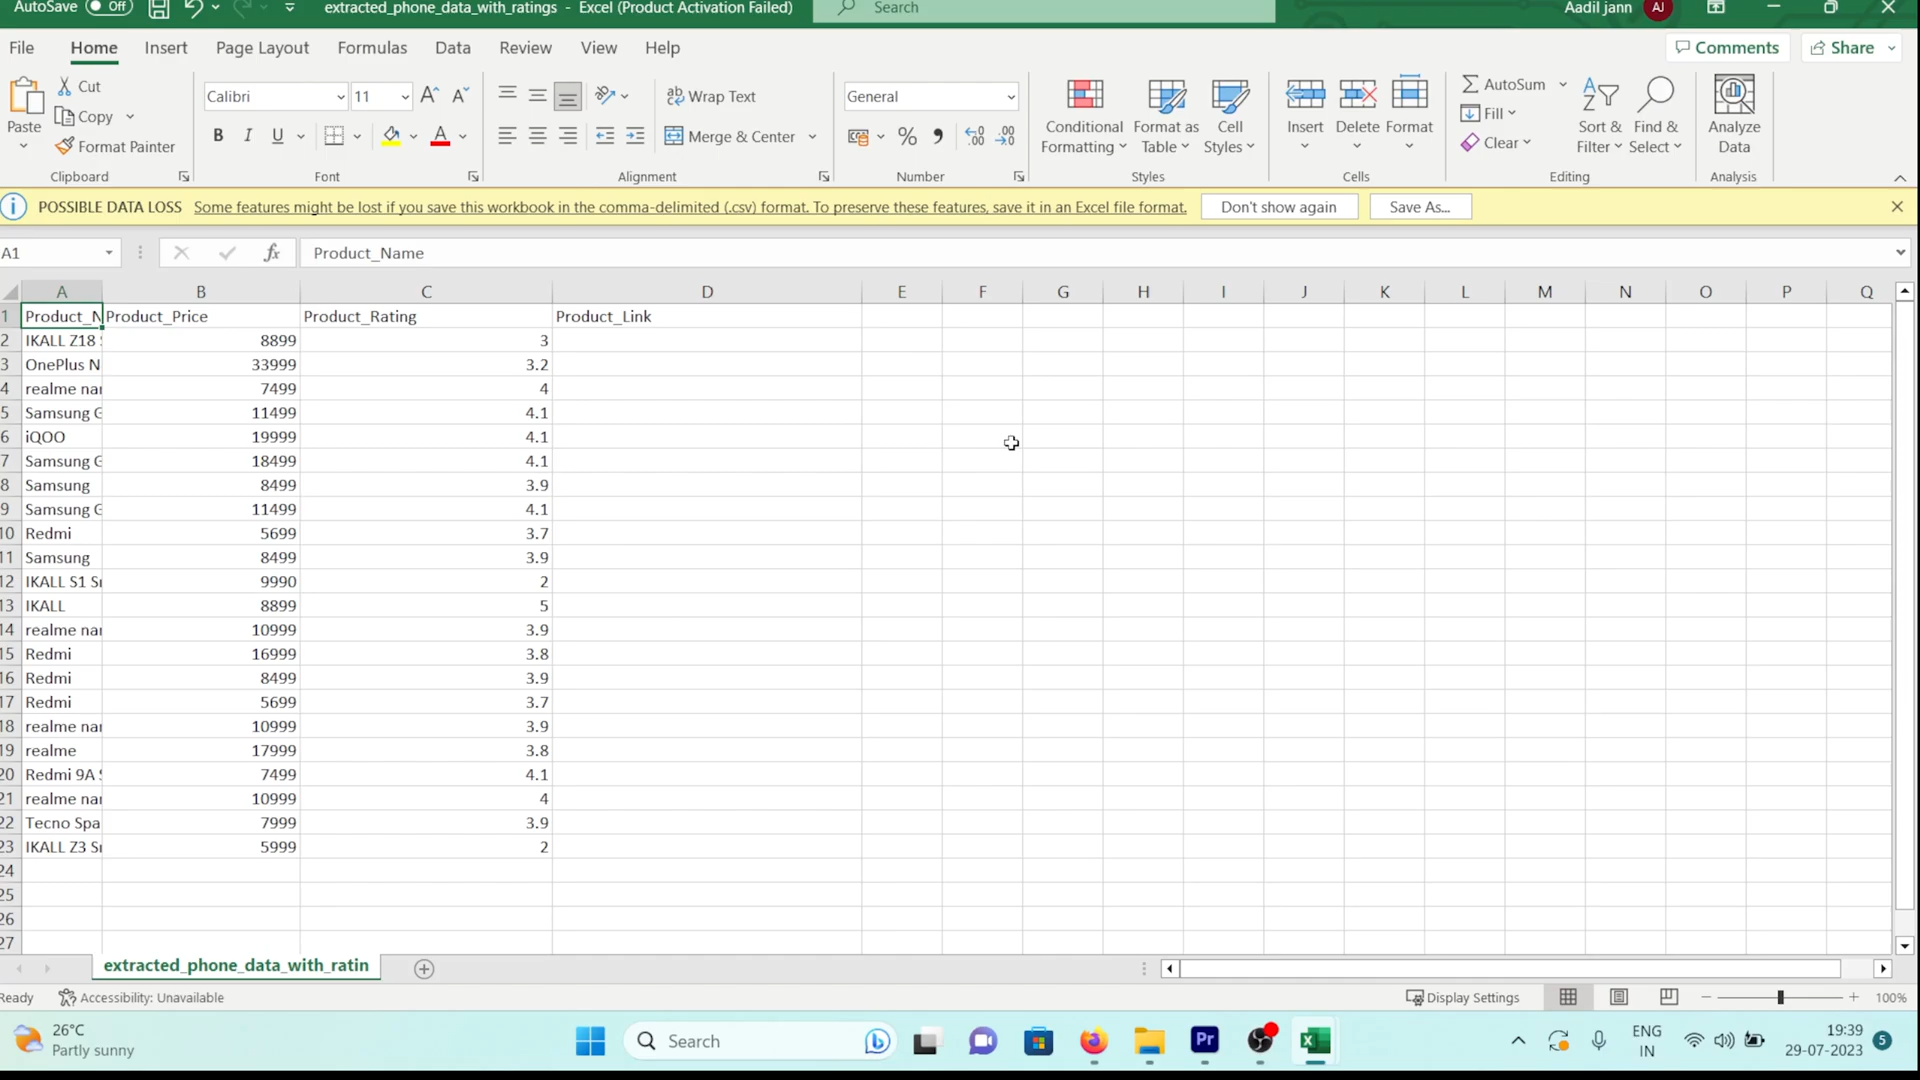 AutoSave Off extracted_phone_data_with_ratings - Excel (Product Activation Failed) Search Aadil jann AJ
File Home Insert Page Layout Formulas Data Review View Help Comments Share
Paste Cut Copy Format Painter
Calibri 11
B I U
Wrap Text
Merge & Center
General
Conditional Formatting
Format as Table
Cell Styles
Insert Delete Format
AutoSum
Fill
Clear
Sort & Filter
Find & Select
Analyze Data
Clipboard Font Alignment Number Styles Cells Editing Analysis
POSSIBLE DATA LOSS Some features might be lost if you save this workbook in the comma-delimited (.csv) format. To preserve these features, save it in an Excel file format. Don't show again Save As...
A1 fx Product_Name
A B C D E F G H I J K L M N O P Q
1 Product_N Product_Price Product_Rating Product_Link
2 IKALL Z18 8899 3
3 OnePlus N 33999 3.2
4 realme nar 7499 4
5 Samsung G 11499 4.1
6 iQOO 19999 4.1
7 Samsung G 18499 4.1
8 Samsung 8499 3.9
9 Samsung G 11499 4.1
10 Redmi 5699 3.7
11 Samsung 8499 3.9
12 IKALL S1 Sr 9990 2
13 IKALL 8899 5
14 realme nar 10999 3.9
15 Redmi 16999 3.8
16 Redmi 8499 3.9
17 Redmi 5699 3.7
18 realme nar 10999 3.9
19 realme 17999 3.8
20 Redmi 9A 7499 4.1
21 realme nar 10999 4
22 Tecno Spa 7999 3.9
23 IKALL Z3 Sr 5999 2
24
25
26
27
extracted_phone_data_with_ratin
Ready Accessibility: Unavailable Display Settings 100%
26°C
Partly sunny
Search
Pr
ENG
IN
19:39
29-07-2023
5